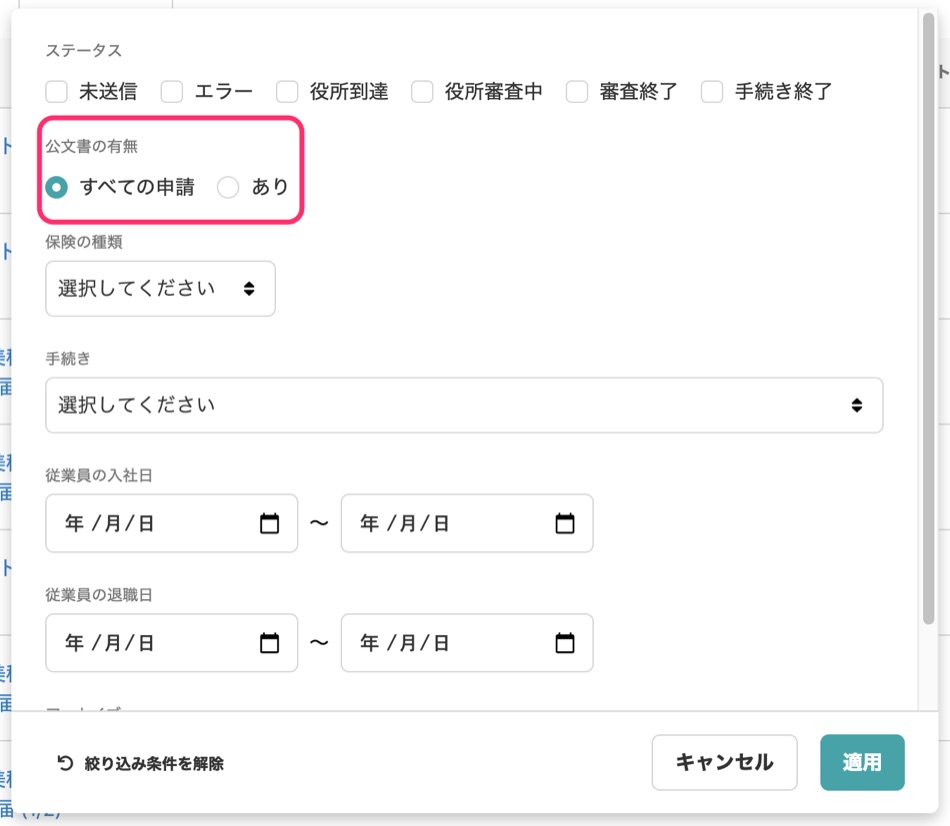 ステータス
未送信 エラー 役所到達 役所審査中 審査終了 手続き終了
公文書の有無
すべての申請 あり
保険の種類
選択してください
手続き
選択してください
従業員の入社日
年 /月/日 〜 年 /月/日
従業員の退職日
年 /月/日 〜 年 /月/日
絞り込み条件を解除 キャンセル 適用